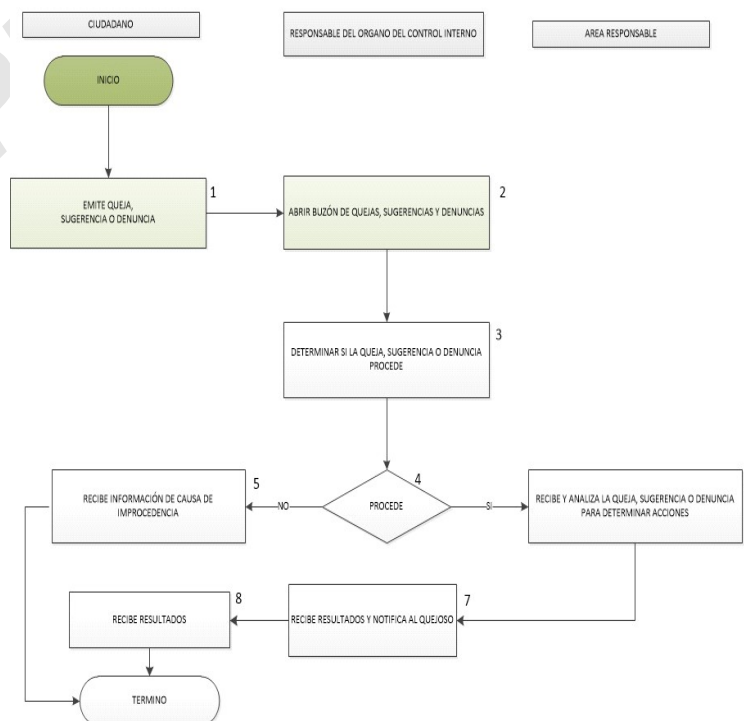 CIUDADANO
RESPONSABLE DEL ORGANO DEL CONTROL INTERNO
AREA RESPONSABLE
INICIO
1
EMITE QUEJA,
SUGERENCIA O DENUNCIA
2
ABRIR BUZÓN DE QUEJAS, SUGERENCIAS Y DENUNCIAS
3
DETERMINAR SI LA QUEJA, SUGERENCIA O DENUNCIA
PROCEDE
4
PROCEDE
NO
SI
5
RECIBE INFORMACIÓN DE CAUSA DE
IMPROCEDENCIA
RECIBE Y ANALIZA LA QUEJA, SUGERENCIA O DENUNCIA
PARA DETERMINAR ACCIONES
7
RECIBE RESULTADOS Y NOTIFICA AL QUEJOSO
8
RECIBE RESULTADOS
TERMINO